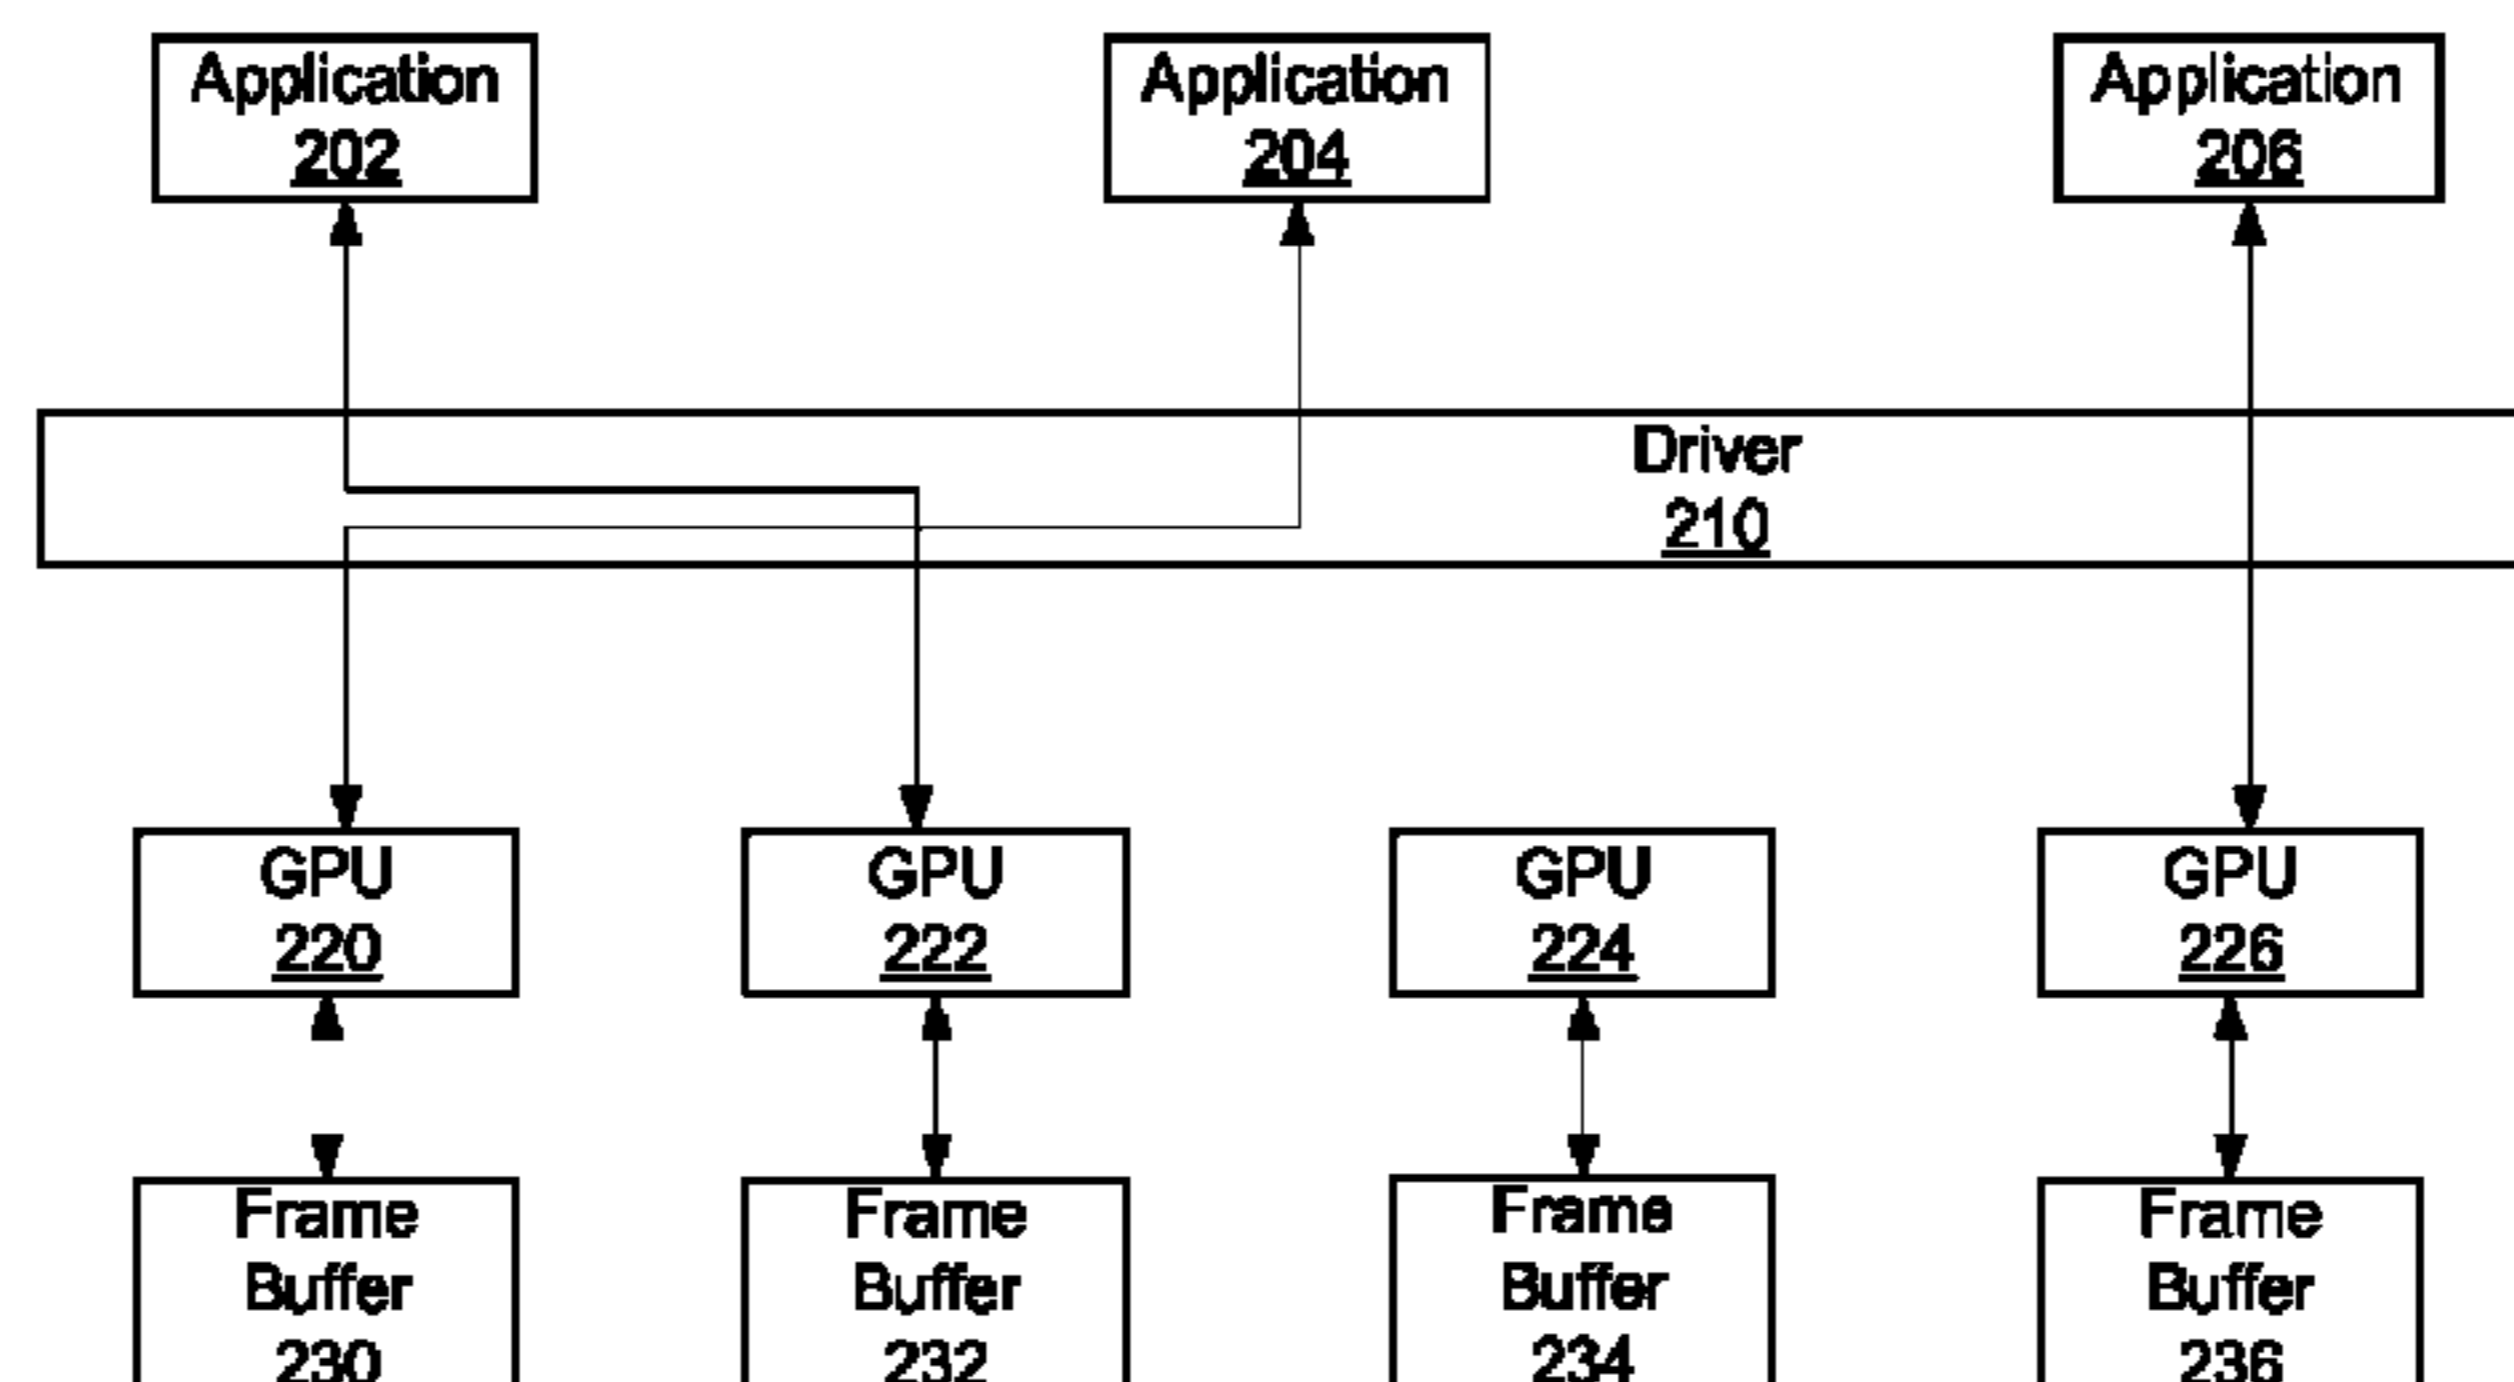 Application
202
Application
204
Application
206
Driver
210
GPU
220
GPU
222
GPU
224
GPU
226
Frame
Buffer
230
Frame
Buffer
232
Frame
Buffer
234
Frame
Buffer
236